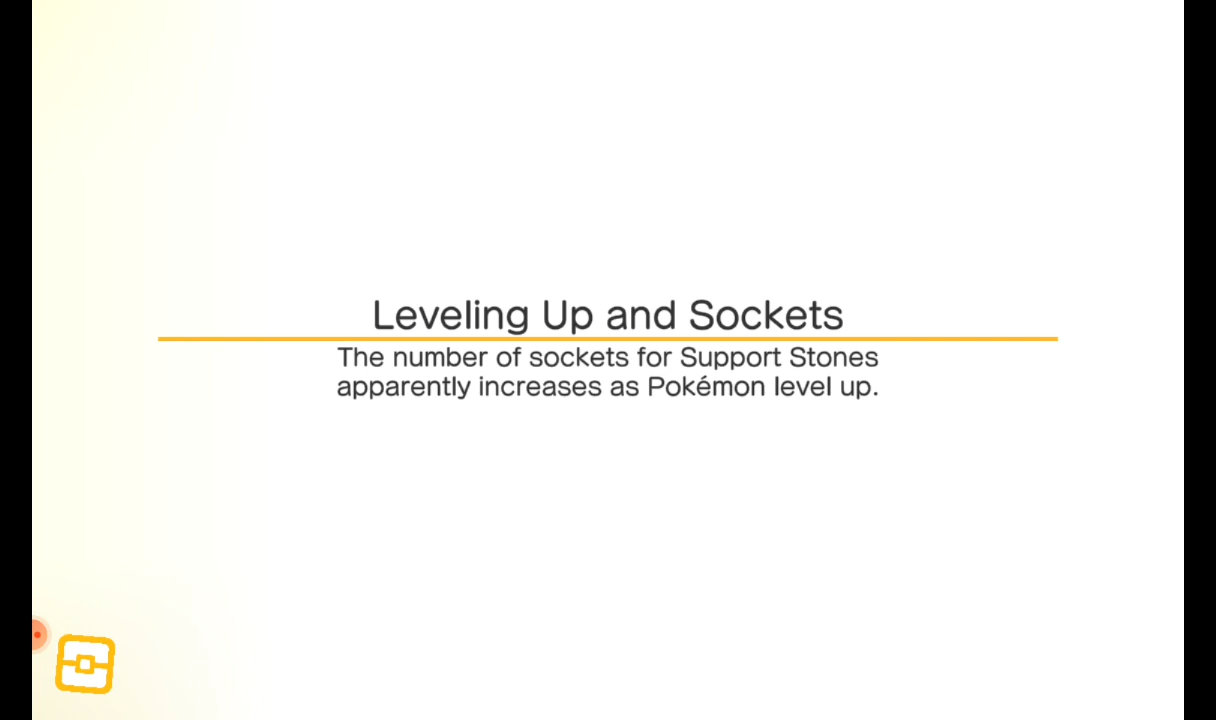 Leveling Up and Sockets
The number of sockets for Support Stones
apparently increases as Pokémon level up.